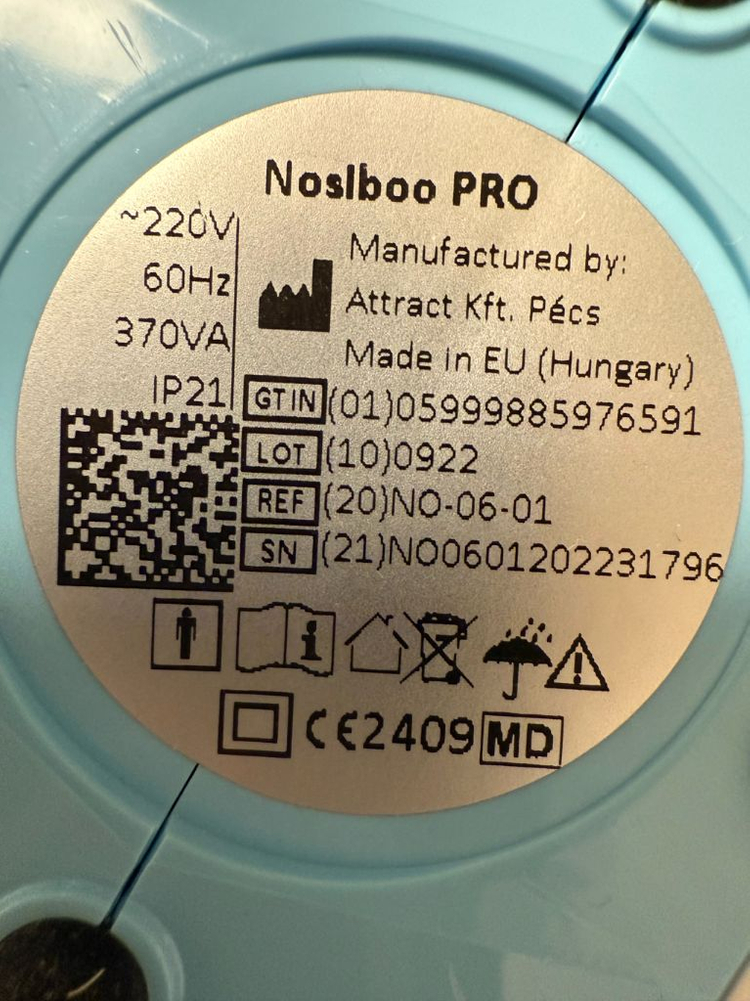 Noslboo PRO
~220V
60Hz
370VA
IP21
Manufactured by:
Attract Kft. Pécs
Made in EU (Hungary)
GTIN (01)05999885976591
LOT (10)0922
REF (20)NO-06-01
SN (21)NO0601202231796
i
CE2409 MD